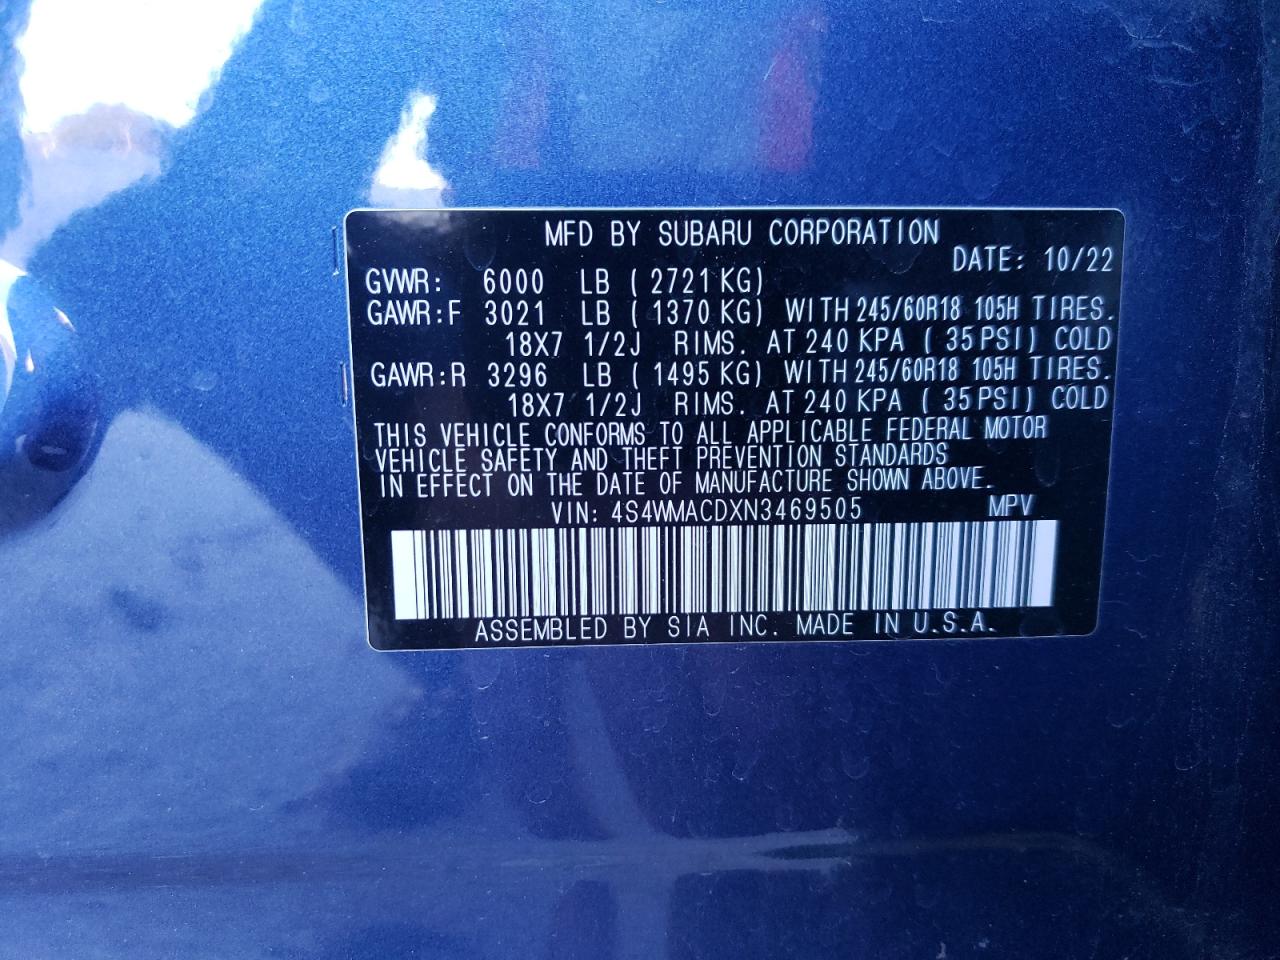 MFD BY SUBARU CORPORATION
DATE: 10/22
GVWR: 6000 LB ( 2721 KG)
GAWR:F 3021 LB ( 1370 KG) WITH 245/60R18 105H TIRES.
18X7 1/2J RIMS. AT 240 KPA ( 35 PSI) COLD
GAWR:R 3296 LB ( 1495 KG) WITH 245/60R18 105H TIRES.
18X7 1/2J RIMS. AT 240 KPA ( 35 PSI) COLD
THIS VEHICLE CONFORMS TO ALL APPLICABLE FEDERAL MOTOR
VEHICLE SAFETY AND THEFT PREVENTION STANDARDS
IN EFFECT ON THE DATE OF MANUFACTURE SHOWN ABOVE.
VIN: 4S4WMACDXN3469505 MPV
ASSEMBLED BY SIA INC. MADE IN U.S.A.